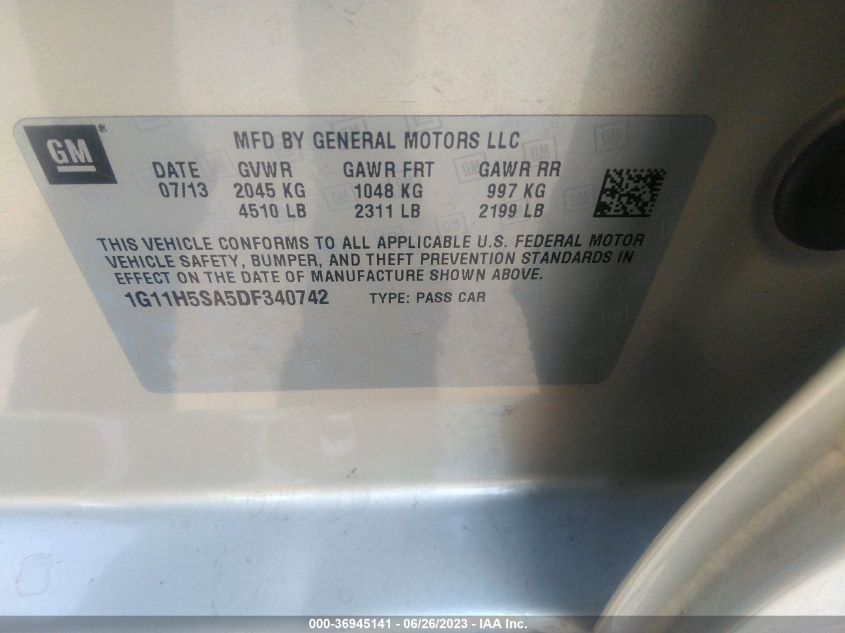 GM ®
MFD BY GENERAL MOTORS LLC
DATE GVWR GAWR FRT GAWR RR
07/13 2045 KG 1048 KG 997 KG
4510 LB 2311 LB 2199 LB
THIS VEHICLE CONFORMS TO ALL APPLICABLE U.S. FEDERAL MOTOR
VEHICLE SAFETY, BUMPER, AND THEFT PREVENTION STANDARDS IN
EFFECT ON THE DATE OF MANUFACTURE SHOWN ABOVE.
1G11H5SA5DF340742 TYPE: PASS CAR
000-36945141 - 06/26/2023 - IAA Inc.